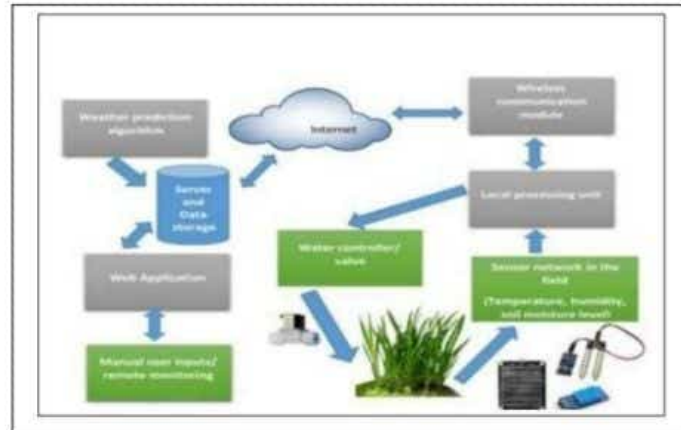 Internet
Wireless
communication
module
Weather prediction
algorithm
Server
and
Data
storage
Local processing unit
Water controller/
valve
Sensor network in the
field
(Temperature, humidity,
soil moisture level)
Web Application
Manual user inputs/
remote monitoring